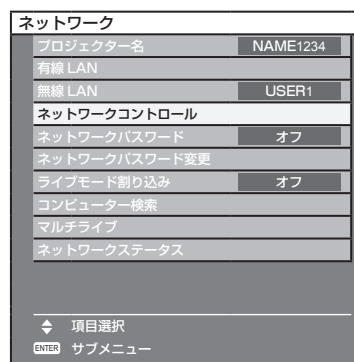 ネットワーク
プロジェクター名 NAME1234
有線 LAN
無線 LAN USER1
ネットワークコントロール
ネットワークパスワード オフ
ネットワークパスワード変更
ライブモード割り込み オフ
コンピューター検索
マルチライブ
ネットワークステータス
項目選択
ENTER サブメニュー